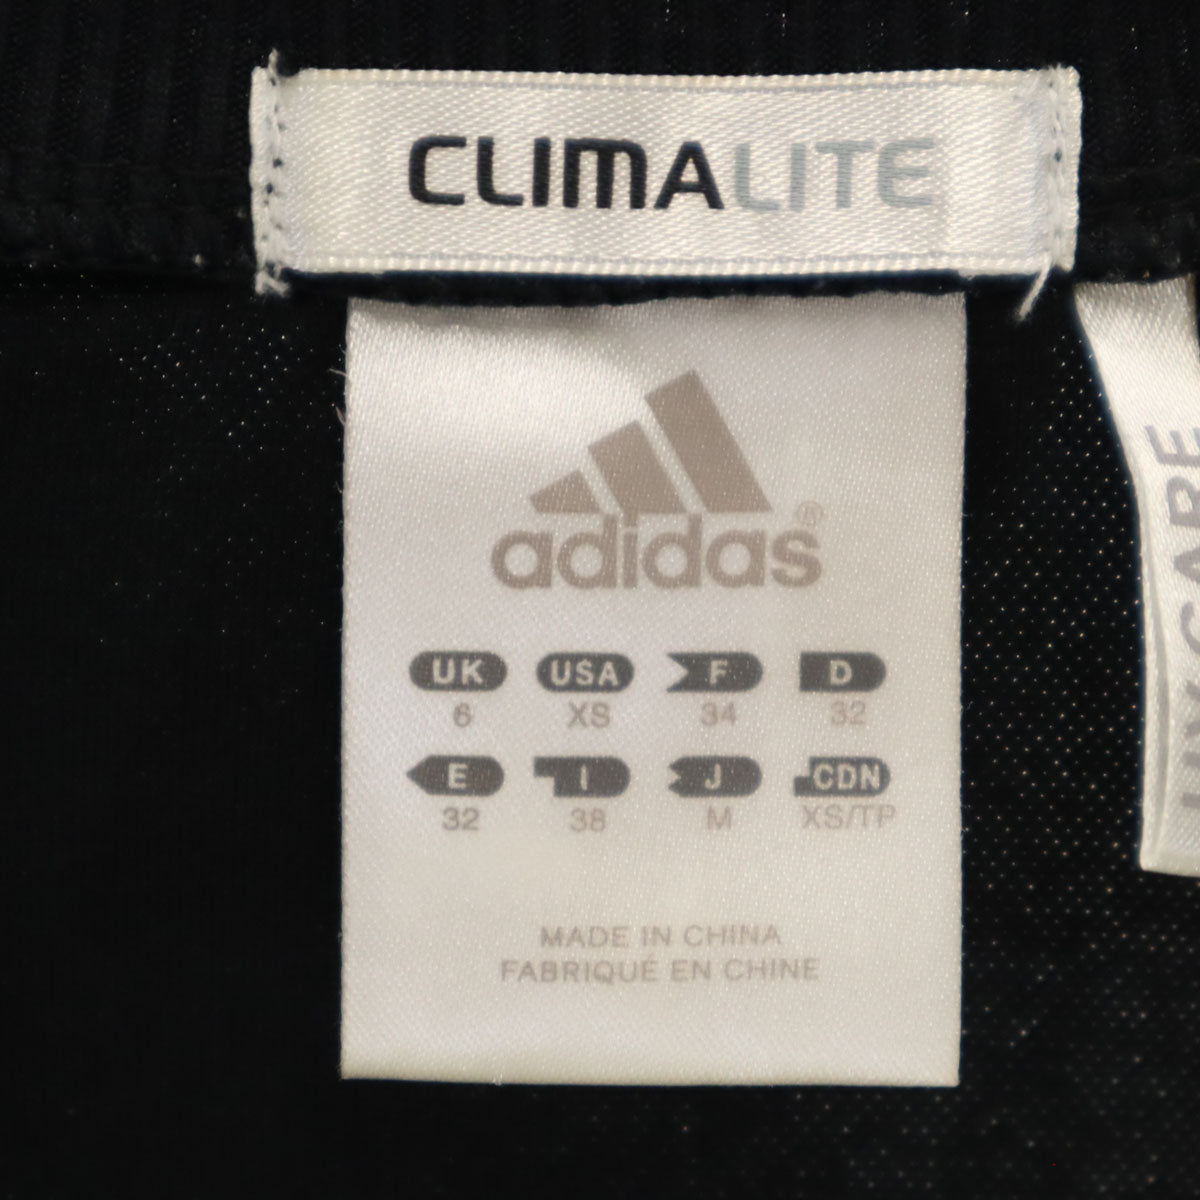 CLIMALITE
adidas®
UK USA F D
6 XS 34 32
E I J CDN
32 38 M XS/TP
MADE IN CHINA
FABRIQUÉ EN CHINE
CARE